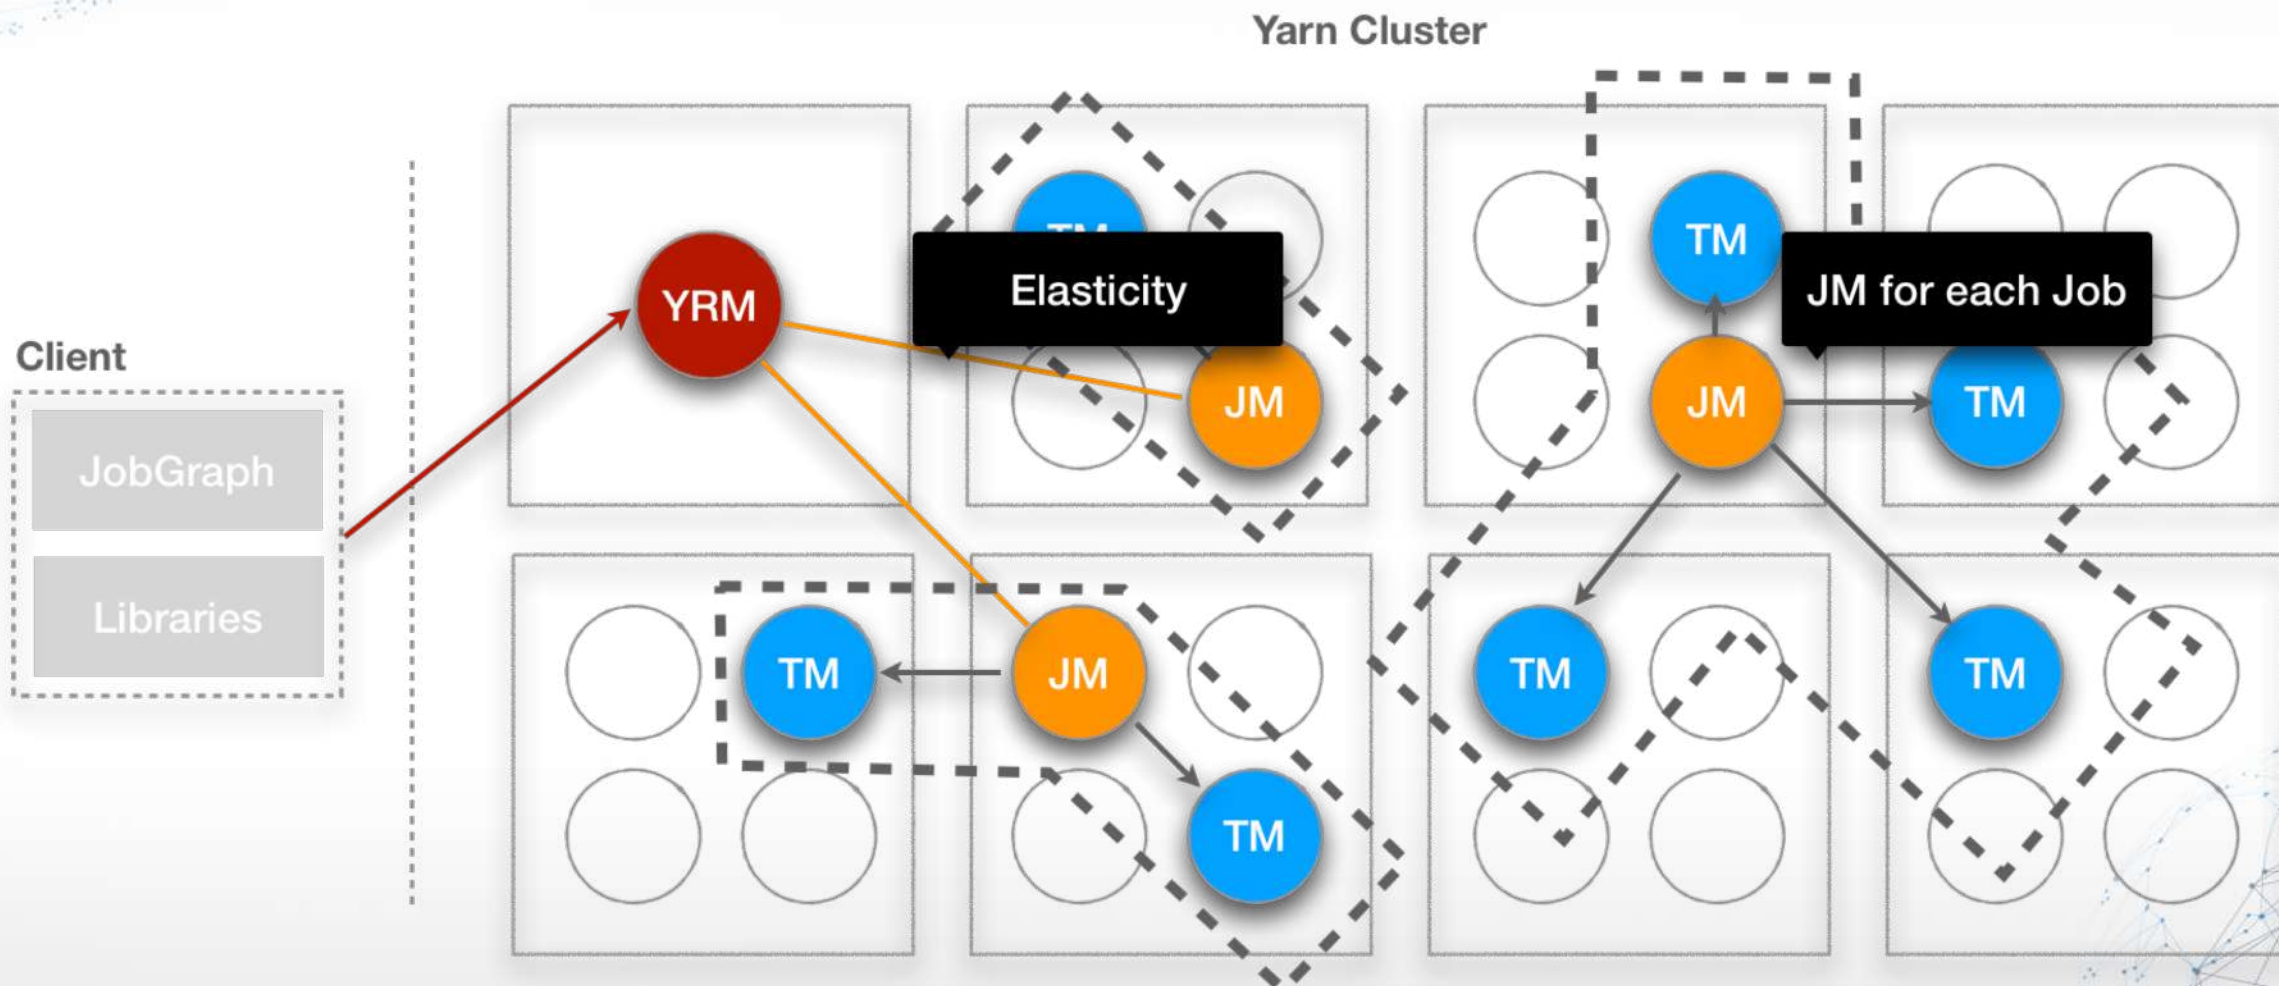 Yarn Cluster
Client
JobGraph
Libraries
YRM
TM
Elasticity
JM
TM
JM for each Job
JM
TM
TM
JM
TM
TM
TM